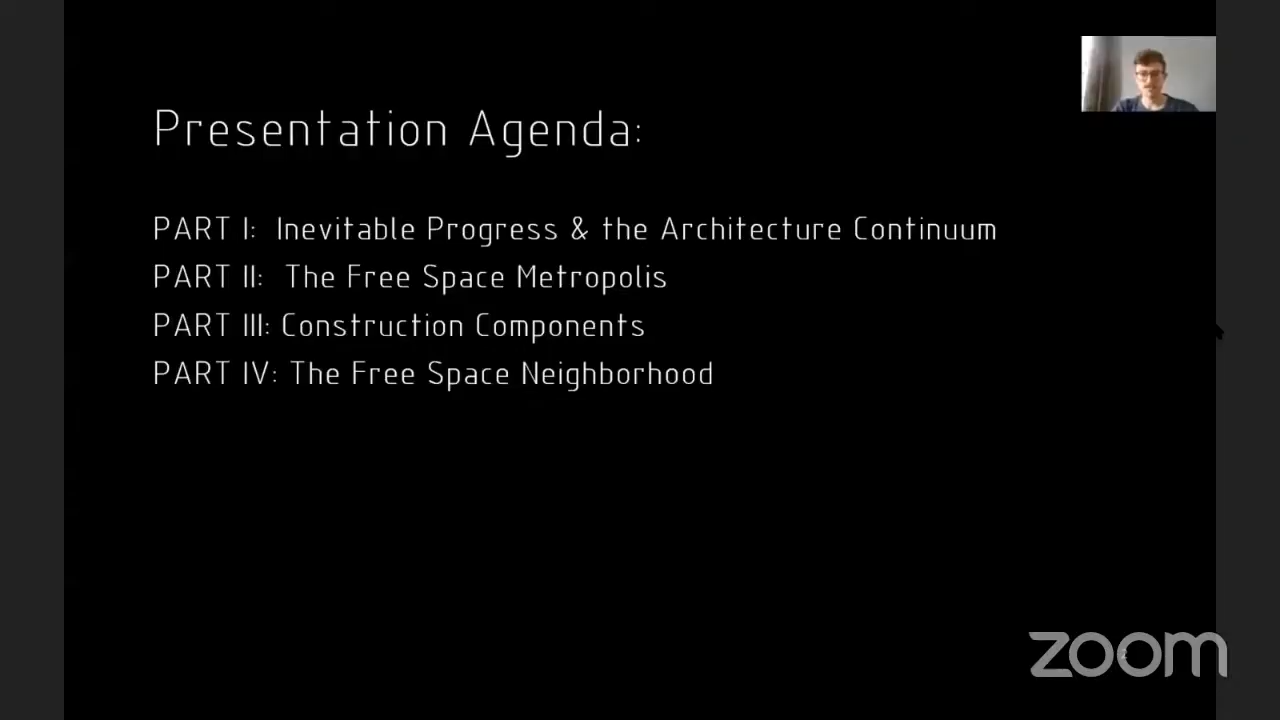 Presentation Agenda:
PART I: Inevitable Progress & the Architecture Continuum
PART II: The Free Space Metropolis
PART III: Construction Components
PART IV: The Free Space Neighborhood
2
zoom